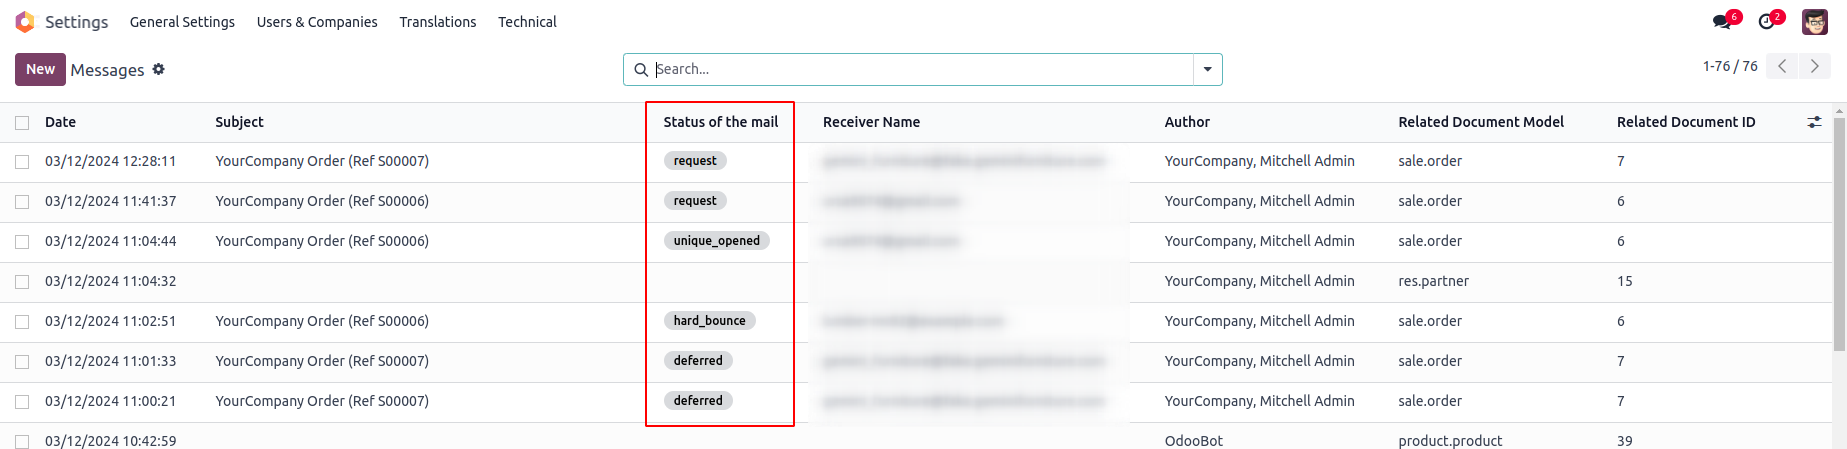 Settings General Settings Users & Companies Translations Technical 6 2
New Messages Search... 1-76 / 76
Date Subject Status of the mail Receiver Name Author Related Document Model Related Document ID
03/12/2024 12:28:11 YourCompany Order (Ref S00007) request YourCompany, Mitchell Admin sale.order 7
03/12/2024 11:41:37 YourCompany Order (Ref S00006) request YourCompany, Mitchell Admin sale.order 6
03/12/2024 11:04:44 YourCompany Order (Ref S00006) unique_opened YourCompany, Mitchell Admin sale.order 6
03/12/2024 11:04:32 YourCompany, Mitchell Admin res.partner 15
03/12/2024 11:02:51 YourCompany Order (Ref S00006) hard_bounce YourCompany, Mitchell Admin sale.order 6
03/12/2024 11:01:33 YourCompany Order (Ref S00007) deferred YourCompany, Mitchell Admin sale.order 7
03/12/2024 11:00:21 YourCompany Order (Ref S00007) deferred YourCompany, Mitchell Admin sale.order 7
03/12/2024 10:42:59 OdooBot product.product 39